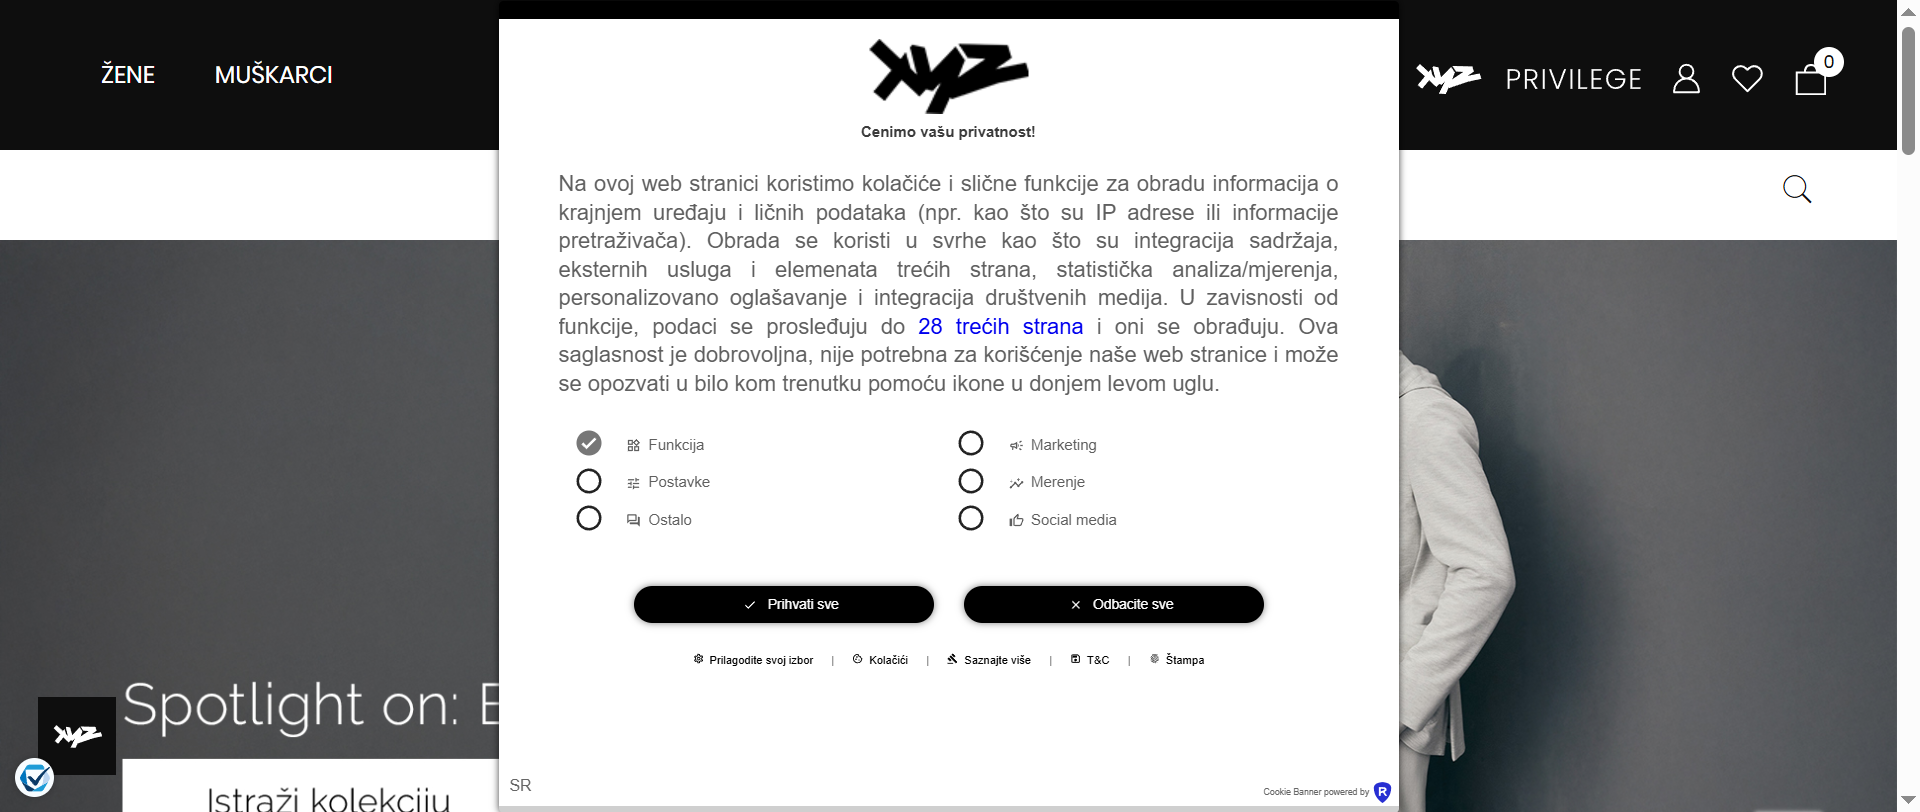 ŽENE
MUŠKARCI
xyz
PRIVILEGE
0
xyz
Cenimo vašu privatnost!
Na ovoj web stranici koristimo kolačiće i slične funkcije za obradu informacija o
krajnjem uređaju i ličnih podataka (npr. kao što su IP adrese ili informacije
pretraživača). Obrada se koristi u svrhe kao što su integracija sadržaja,
eksternih usluga i elemenata trećih strana, statistička analiza/mjerenja,
personalizovano oglašavanje i integracija društvenih medija. U zavisnosti od
funkcije, podaci se prosleđuju do 28 trećih strana i oni se obrađuju. Ova
saglasnost je dobrovoljna, nije potrebna za korišćenje naše web stranice i može
se opozvati u bilo kom trenutku pomoću ikone u donjem levom uglu.
Funkcija
Marketing
Postavke
Merenje
Ostalo
Social media
Prihvati sve
Odbacite sve
Prilagodite svoj izbor | Kolačići | Saznajte više | T&C | Štampa
Spotlight on:
xyz
Istraži kolekciju
SR
Cookie Banner powered by R